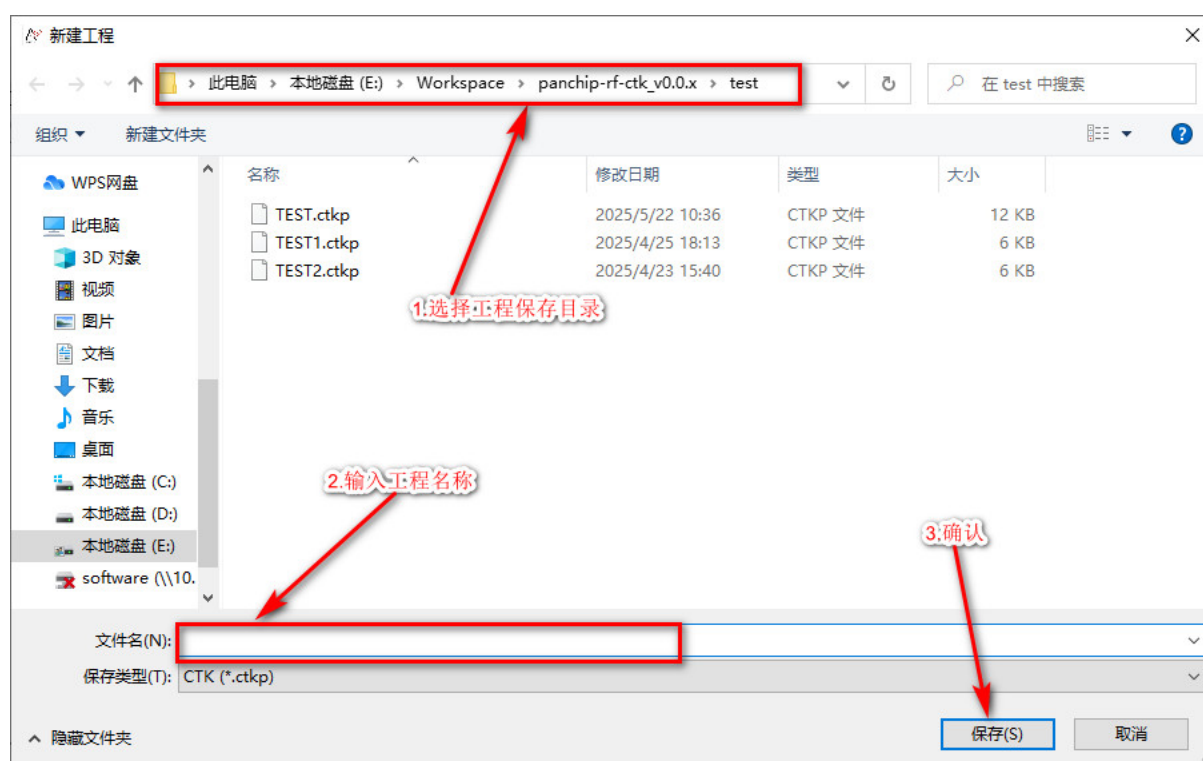 新建工程
此电脑 › 本地磁盘 (E:) › Workspace › panchip-rf-ctk_v0.0.x › test
在 test 中搜索
组织 新建文件夹
名称 修改日期 类型 大小
WPS网盘
此电脑
3D 对象
视频
图片
文档
下载
音乐
桌面
本地磁盘 (C:)
本地磁盘 (D:)
本地磁盘 (E:)
software (\\10.
TEST.ctkp 2025/5/22 10:36 CTKP 文件 12 KB
TEST1.ctkp 2025/4/25 18:13 CTKP 文件 6 KB
TEST2.ctkp 2025/4/23 15:40 CTKP 文件 6 KB
1.选择工程保存目录
2.输入工程名称
3,确认
文件名(N):
保存类型(T): CTK (*.ctkp)
隐藏文件夹
保存(S) 取消